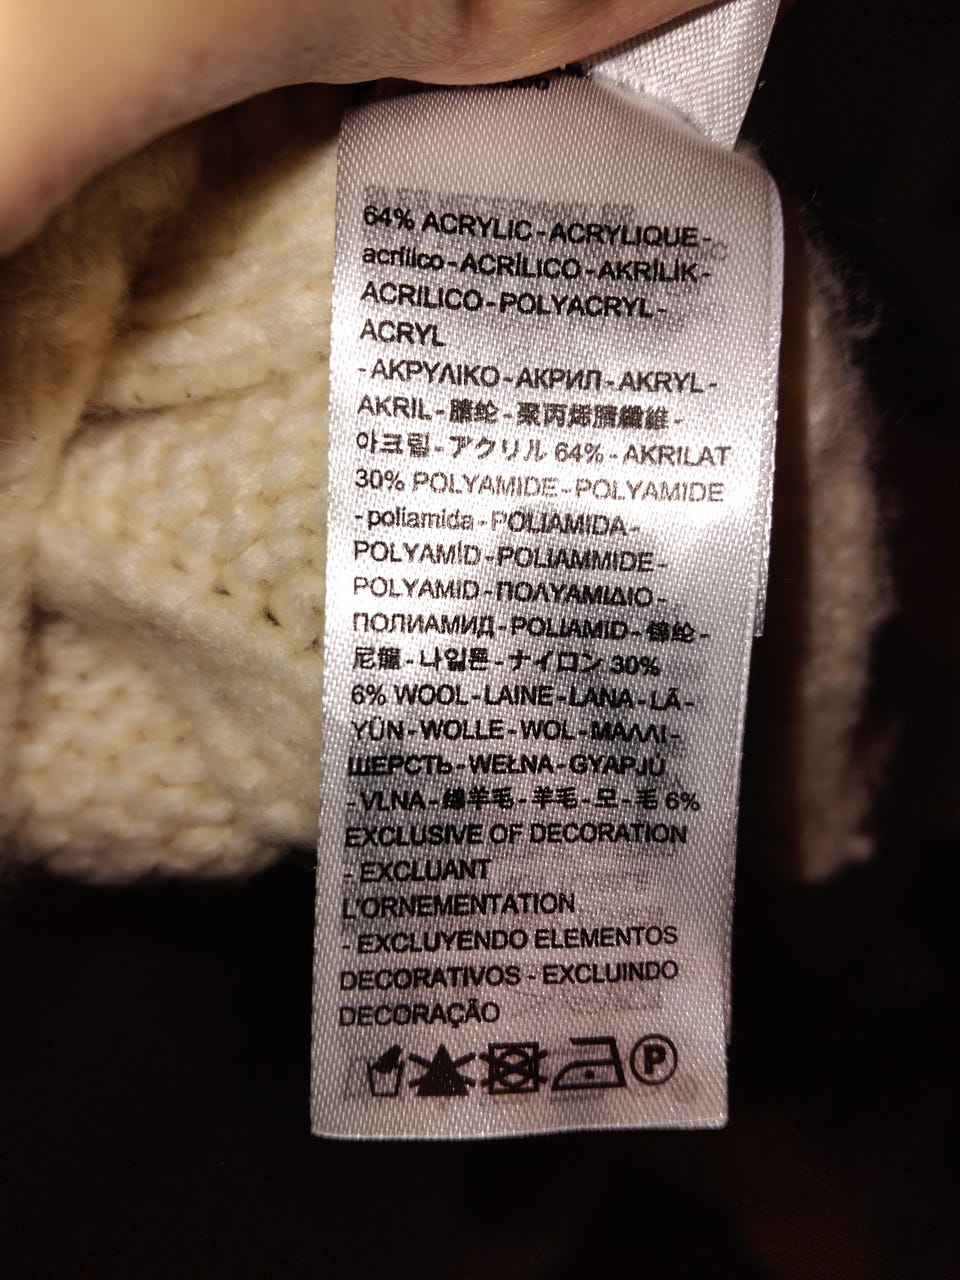 64% ACRYLIC - ACRYLIQUE -
acrílico - ACRÍLICO - AKRİLİK -
ACRILICO - POLYACRYL -
ACRYL
- ΑΚΡΥΛΙΚΟ - АКРИЛ - AKRYL -
AKRIL - 腈纶 - 聚丙烯腈纖維 -
아크릴 - アクリル 64% - AKRILAT
30% POLYAMIDE - POLYAMIDE
- poliamida - POLIAMIDA -
POLYAMİD - POLIAMMIDE -
POLYAMID - ΠΟΛΥΑΜΙΔΙΟ -
ПОЛИАМИД - POLIAMID - 锦纶 -
尼龍 - 나일론 - ナイロン 30%
6% WOOL - LAINE - LANA - LÃ -
YÜN - WOLLE - WOL - ΜΑΛΛΙ -
ШЕРСТЬ - WEŁNA - GYAPJÚ
- VLNA - 绵羊毛 - 羊毛 - 모 - 毛 6%
EXCLUSIVE OF DECORATION
- EXCLUANT
L'ORNEMENTATION
- EXCLUYENDO ELEMENTOS
DECORATIVOS - EXCLUINDO
DECORAÇÃO
P